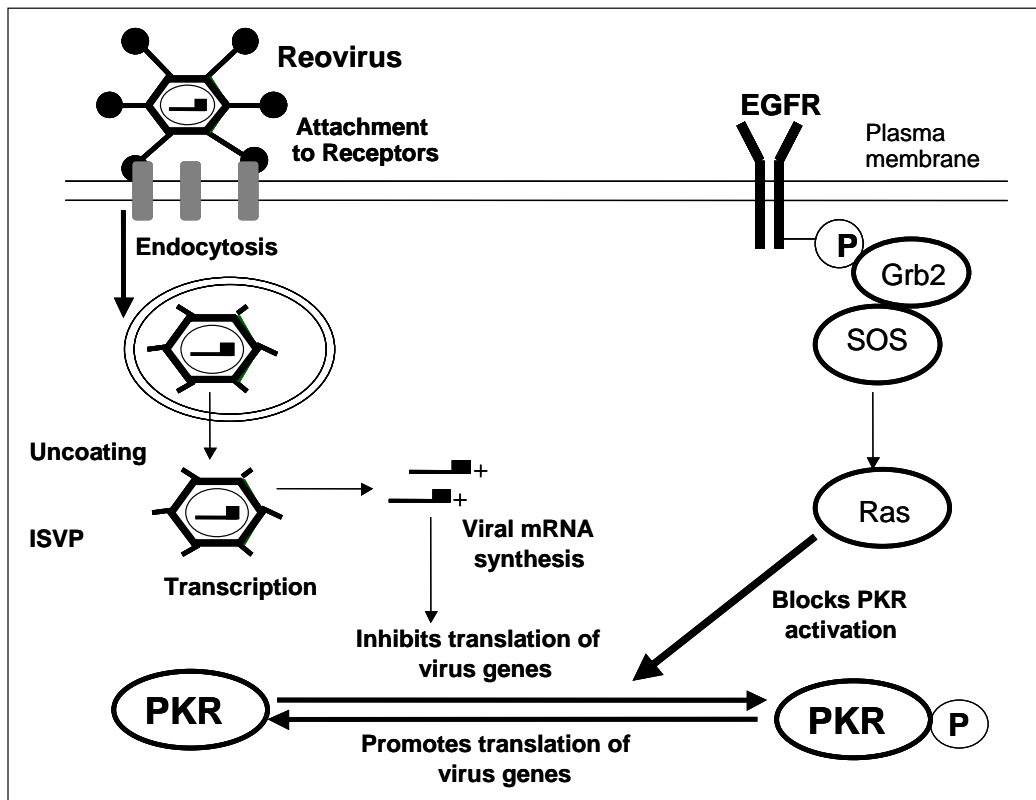 Reovirus
Attachment
to Receptors
EGFR
Plasma
membrane
Endocytosis
P
Grb2
SOS
Uncoating
ISVP
Transcription
+
+
Viral mRNA
synthesis
Ras
Blocks PKR
activation
Inhibits translation of
virus genes
PKR
PKR
P
Promotes translation of
virus genes